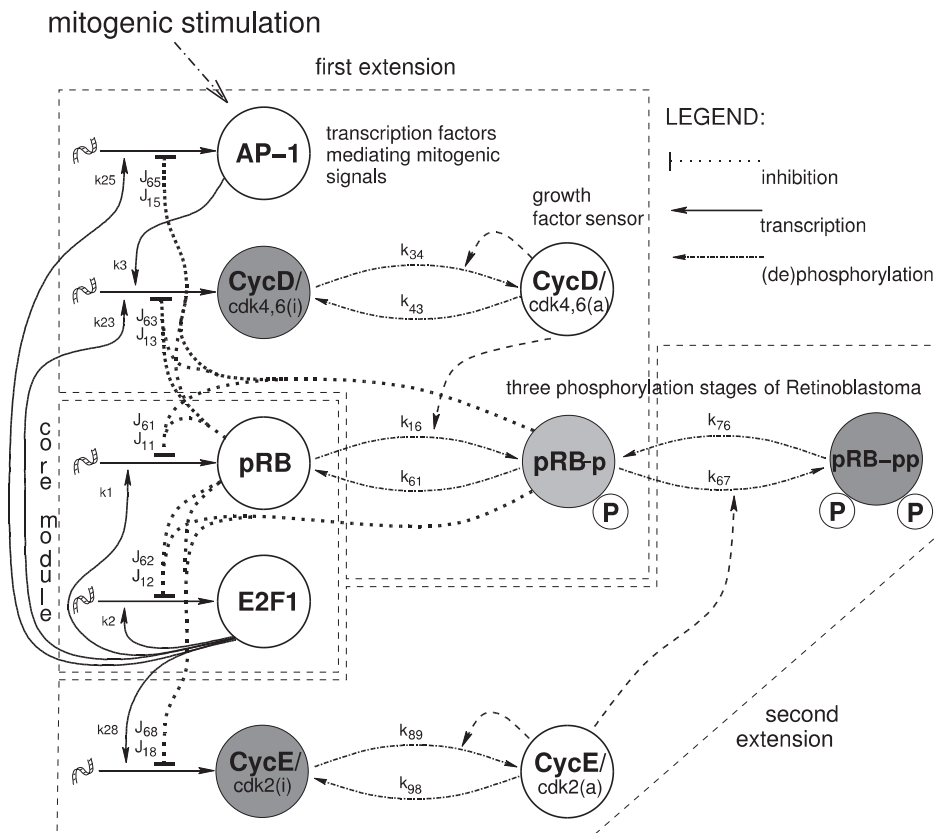 mitogenic stimulation
first extension
LEGEND:
inhibition
transcription
(de)phosphorylation
AP–1
transcription factors
mediating mitogenic
signals
k25
J65
J15
growth
factor sensor
k3
CycD/
cdk4,6(i)
k34
k43
CycD/
cdk4,6(a)
k23
J63
J13
three phosphorylation stages of Retinoblastoma
core module
J61
J11
k1
pRB
k16
k61
pRB-p
P
k76
k67
pRB–pp
P
P
J62
J12
k2
E2F1
k28
J68
J18
CycE/
cdk2(i)
k89
k98
CycE/
cdk2(a)
second
extension